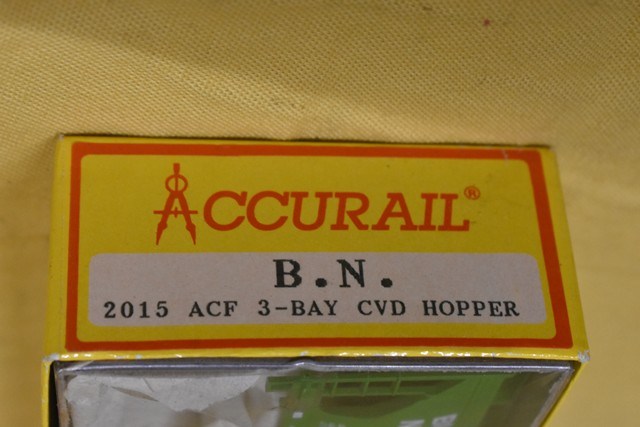 ACCURAIL®
B.N.
2015 ACF 3-BAY CVD HOPPER